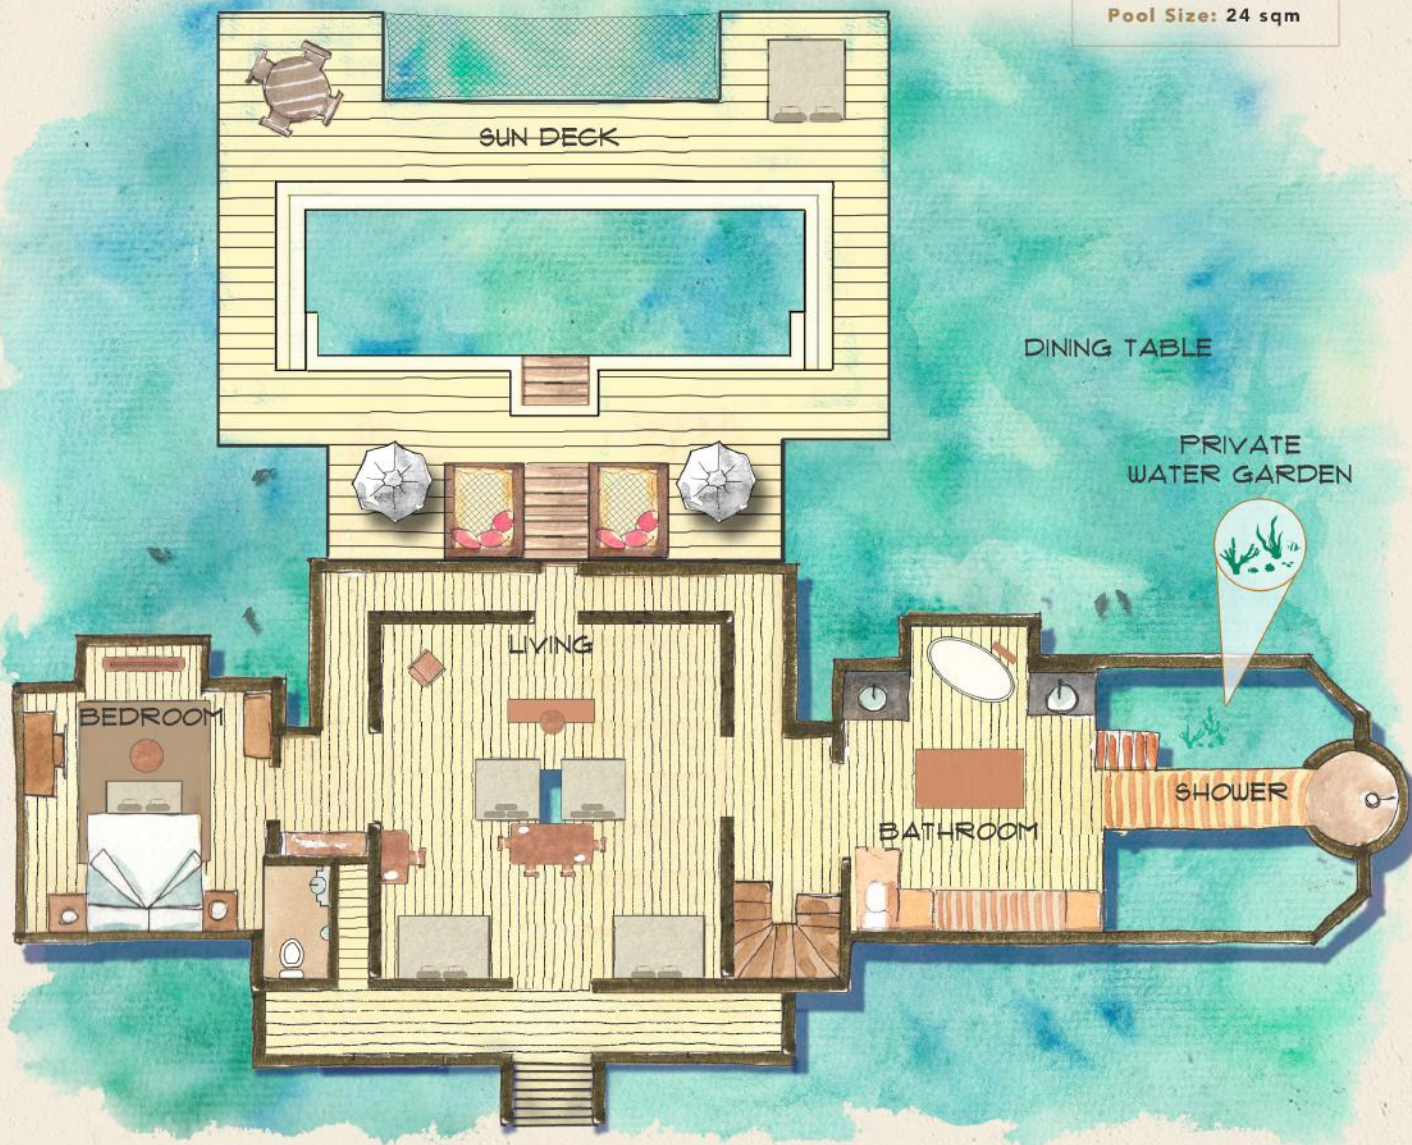 Pool Size: 24 sqm
SUN DECK
DINING TABLE
PRIVATE
WATER GARDEN
LIVING
BEDROOM
SHOWER
BATHROOM